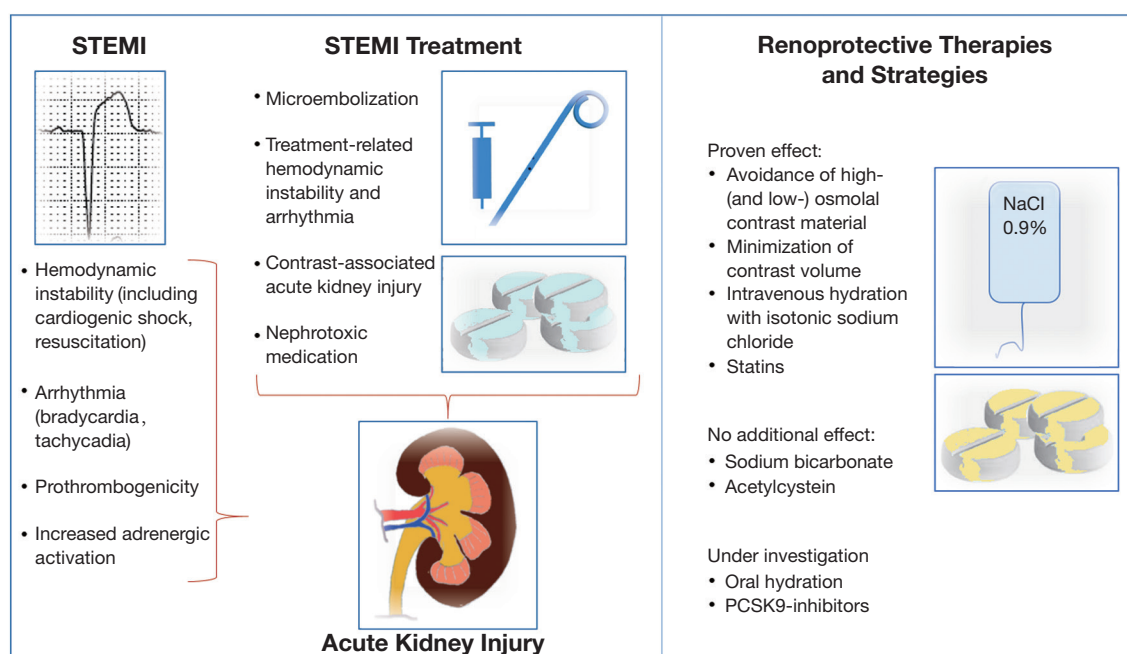 STEMI
• Hemodynamic
instability (including
cardiogenic shock,
resuscitation)
• Arrhythmia
(bradycardia,
tachycadia)
• Prothrombogenicity
• Increased adrenergic
activation
STEMI Treatment
• Microembolization
• Treatment-related
hemodynamic
instability and
arrhythmia
• Contrast-associated
acute kidney injury
• Nephrotoxic
medication
Acute Kidney Injury
Renoprotective Therapies
and Strategies
Proven effect:
• Avoidance of high-
(and low-) osmolal
contrast material
• Minimization of
contrast volume
• Intravenous hydration
with isotonic sodium
chloride
• Statins
NaCl
0.9%
No additional effect:
• Sodium bicarbonate
• Acetylcystein
Under investigation
• Oral hydration
• PCSK9-inhibitors